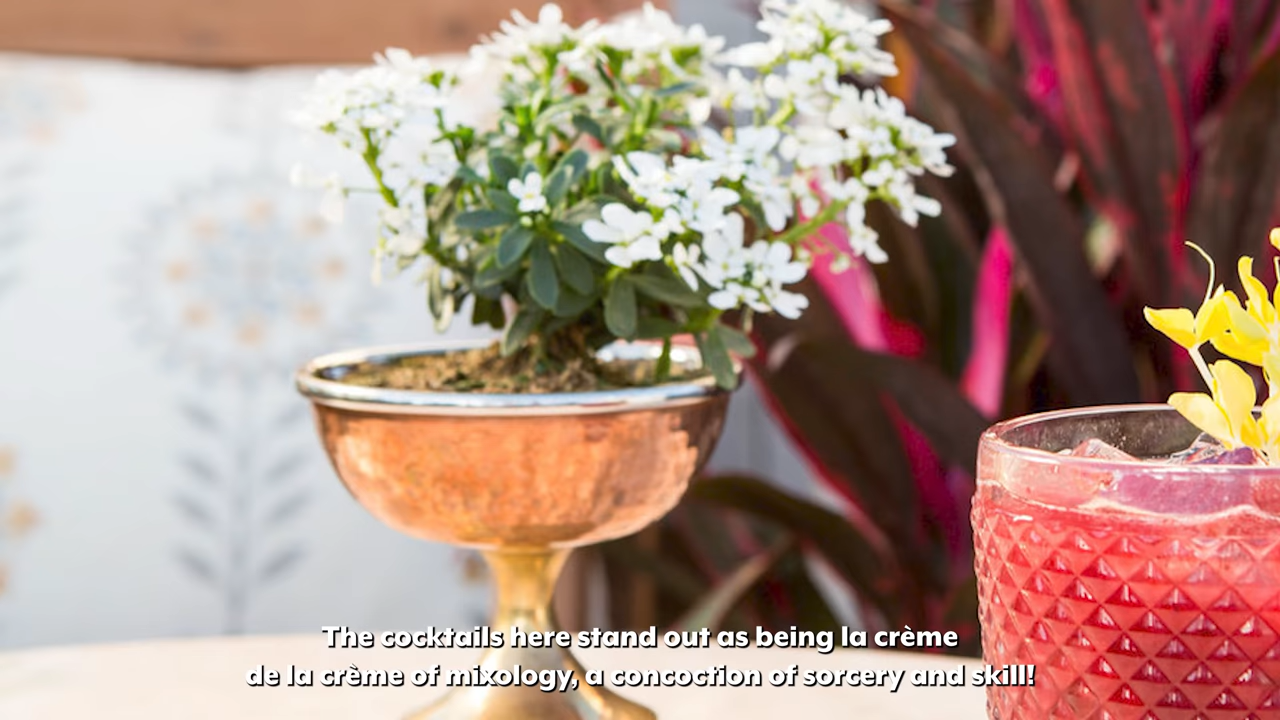 The cocktails here stand out as being la crème
de la crème of mixology, a concoction of sorcery and skill!